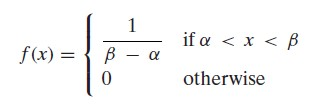 f(x) = { 1 / (β − α) if α < x < β
0 otherwise